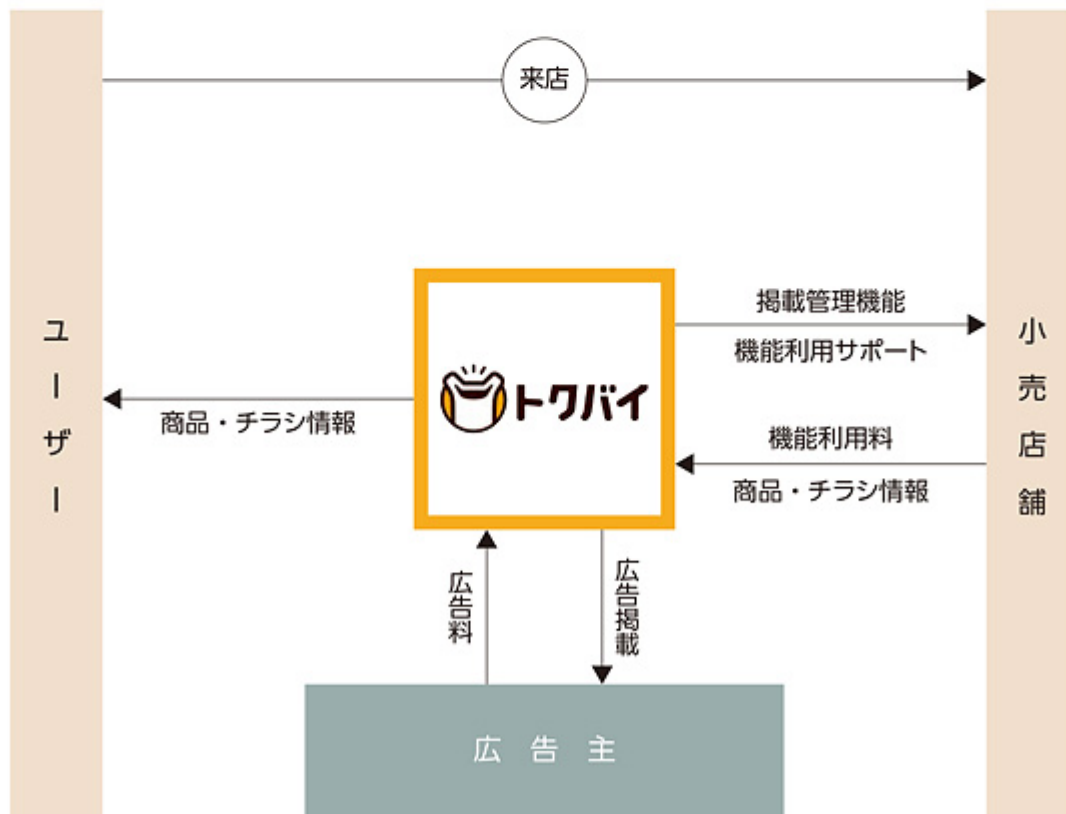 来店
ユーザー
トクバイ
掲載管理機能
機能利用サポート
商品・チラシ情報
機能利用料
商品・チラシ情報
小売店舗
広告料
広告掲載
広告主